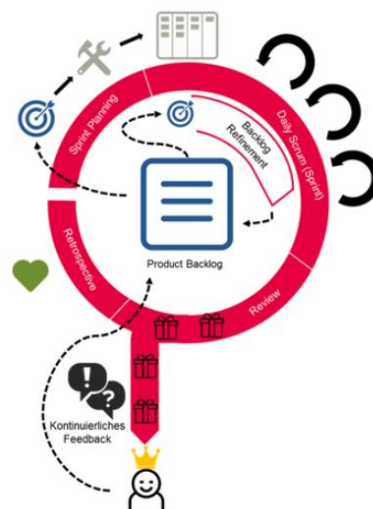 Sprint Planning
Daily Scrum (Sprint)
Backlog
Refinement
Product Backlog
Retrospective
Review
!
?
Kontinuierliches
Feedback